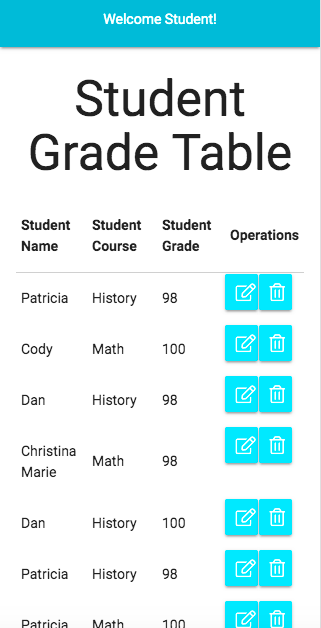 Welcome Student!
Student
Grade Table
Student Name Student Course Student Grade Operations
Patricia History 98
Cody Math 100
Dan History 98
Christina Marie Math 98
Dan History 100
Patricia History 98
Patricia Math 100